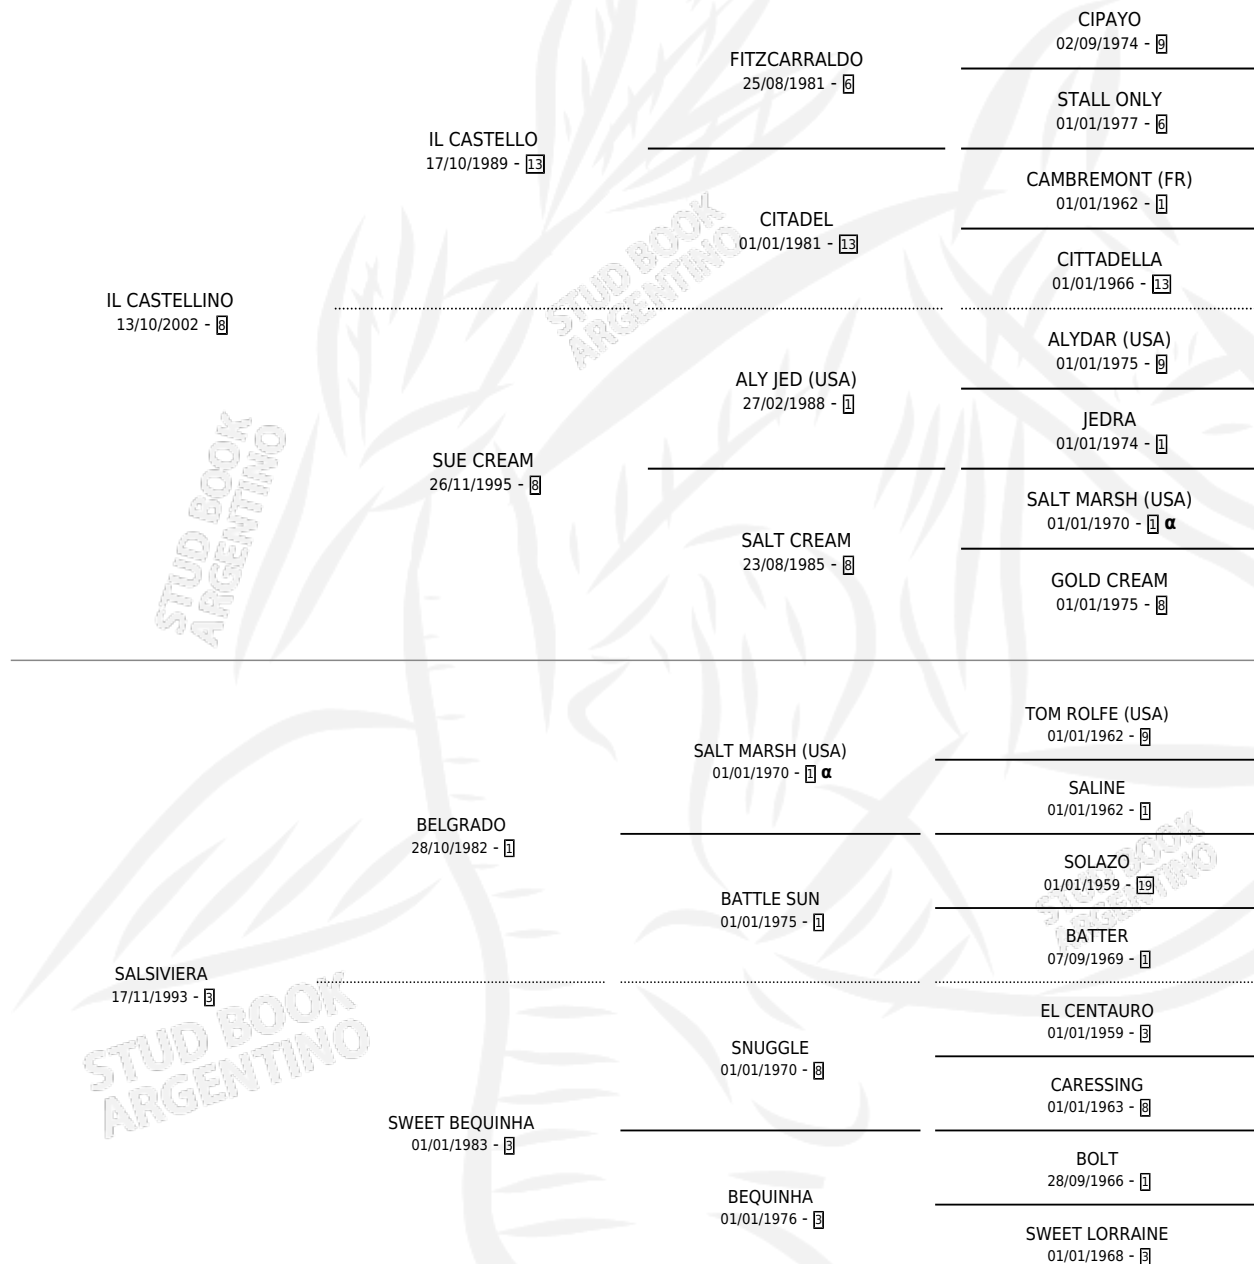 CIPAYO
02/09/1974 - 9
FITZCARRALDO
25/08/1981 - 6
STALL ONLY
01/01/1977 - 6
IL CASTELLO
17/10/1989 - 13
CAMBREMONT (FR)
01/01/1962 - 1
CITADEL
01/01/1981 - 13
CITTADELLA
01/01/1966 - 13
IL CASTELLINO
13/10/2002 - 8
STUD BOOK
ARGENTINO
ALYDAR (USA)
01/01/1975 - 9
ALY JED (USA)
27/02/1988 - 1
JEDRA
01/01/1974 - 1
SUE CREAM
26/11/1995 - 8
SALT MARSH (USA)
01/01/1970 - 1 α
SALT CREAM
23/08/1985 - 8
GOLD CREAM
01/01/1975 - 8
STUD BOOK
ARGENTINO
TOM ROLFE (USA)
01/01/1962 - 9
SALT MARSH (USA)
01/01/1970 - 1 α
SALINE
01/01/1962 - 1
BELGRADO
28/10/1982 - 1
SOLAZO
01/01/1959 - 19
BATTLE SUN
01/01/1975 - 1
BATTER
07/09/1969 - 1
STUD BOOK
ARGENTINO
SALSIVIERA
17/11/1993 - 3
STUD BOOK
ARGENTINO
EL CENTAURO
01/01/1959 - 3
SNUGGLE
01/01/1970 - 8
CARESSING
01/01/1963 - 8
SWEET BEQUINHA
01/01/1983 - 3
BOLT
28/09/1966 - 1
BEQUINHA
01/01/1976 - 3
SWEET LORRAINE
01/01/1968 - 3